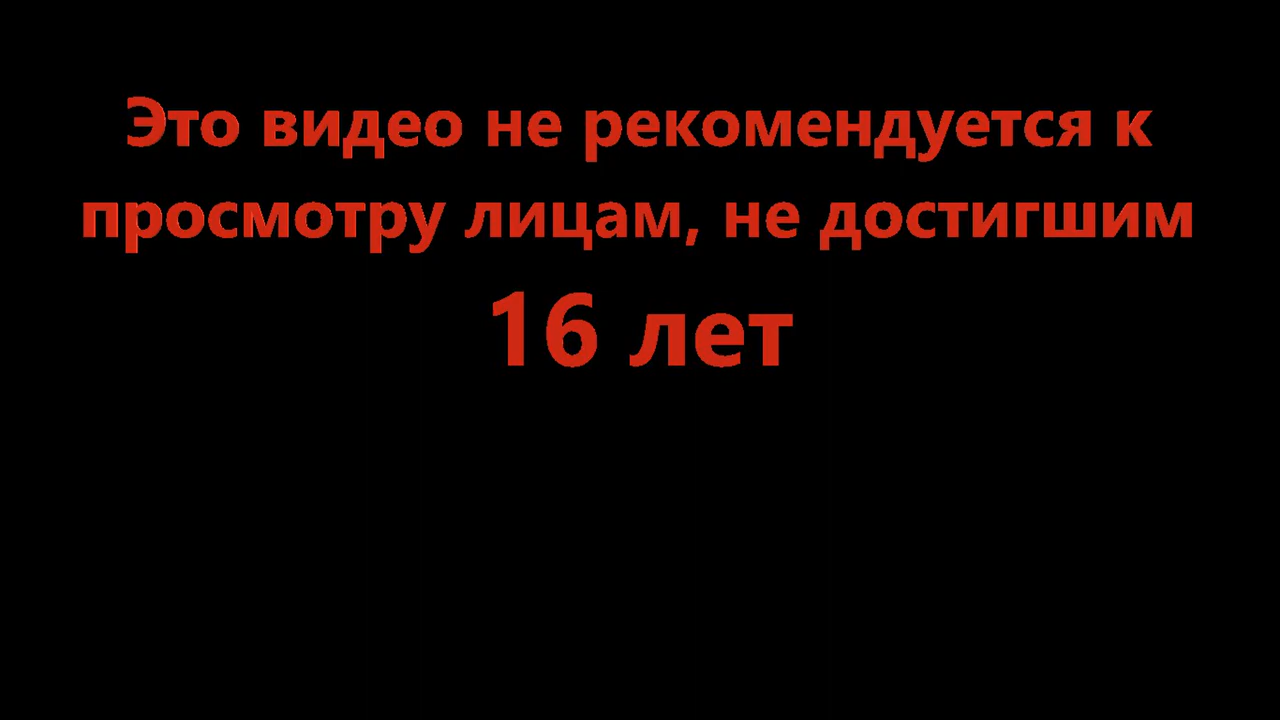 Это видео не рекомендуется к
просмотру лицам, не достигшим
16 лет